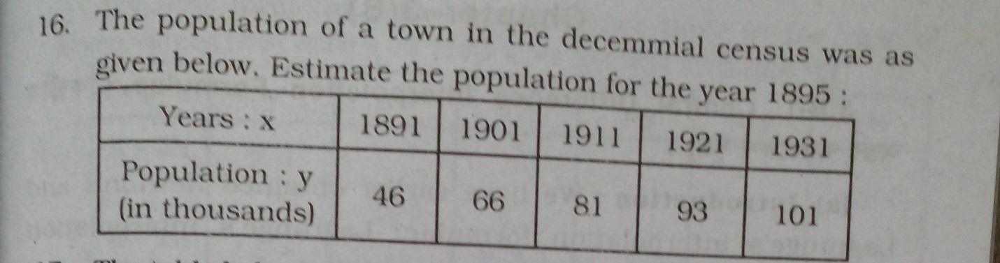 16. The population of a town in the decemmial census was as
given below. Estimate the population for the year 1895 :
Years : x 1891 1901 1911 1921 1931
Population : y
(in thousands) 46 66 81 93 101